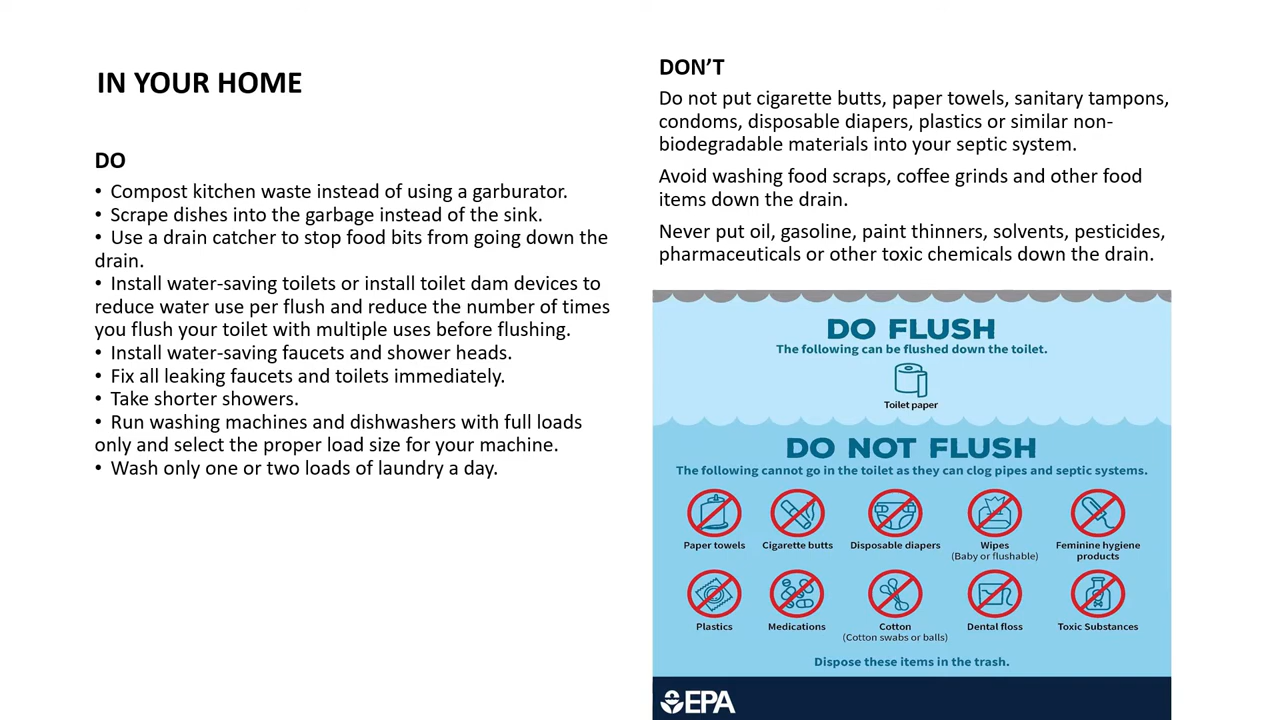 IN YOUR HOME
DO
• Compost kitchen waste instead of using a garburator.
• Scrape dishes into the garbage instead of the sink.
• Use a drain catcher to stop food bits from going down the
drain.
• Install water-saving toilets or install toilet dam devices to
reduce water use per flush and reduce the number of times
you flush your toilet with multiple uses before flushing.
• Install water-saving faucets and shower heads.
• Fix all leaking faucets and toilets immediately.
• Take shorter showers.
• Run washing machines and dishwashers with full loads
only and select the proper load size for your machine.
• Wash only one or two loads of laundry a day.
DON'T
Do not put cigarette butts, paper towels, sanitary tampons,
condoms, disposable diapers, plastics or similar non-
biodegradable materials into your septic system.
Avoid washing food scraps, coffee grinds and other food
items down the drain.
Never put oil, gasoline, paint thinners, solvents, pesticides,
pharmaceuticals or other toxic chemicals down the drain.
DO FLUSH
The following can be flushed down the toilet.
Toilet paper
DO NOT FLUSH
The following cannot go in the toilet as they can clog pipes and septic systems.
Paper towels
Cigarette butts
Disposable diapers
Wipes
(Baby or flushable)
Feminine hygiene
products
Plastics
Medications
Cotton
(Cotton swabs or balls)
Dental floss
Toxic Substances
Dispose these items in the trash.
EPA